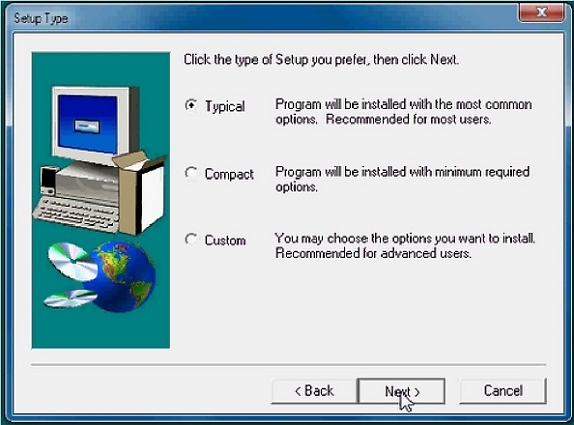 Setup Type
Click the type of Setup you prefer, then click Next.
Typical
Program will be installed with the most common
options. Recommended for most users.
Compact
Program will be installed with minimum required
options.
Custom
You may choose the options you want to install.
Recommended for advanced users.
< Back
Next >
Cancel